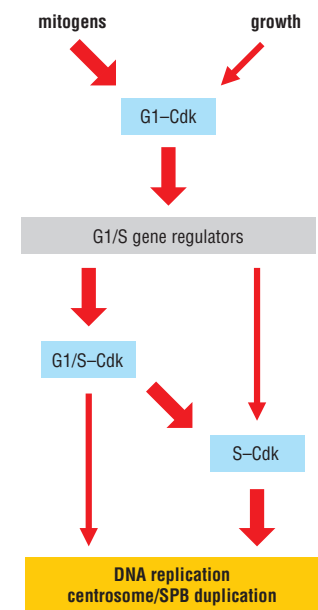 mitogens growth
G1–Cdk
G1/S gene regulators
G1/S–Cdk
S–Cdk
DNA replication
centrosome/SPB duplication